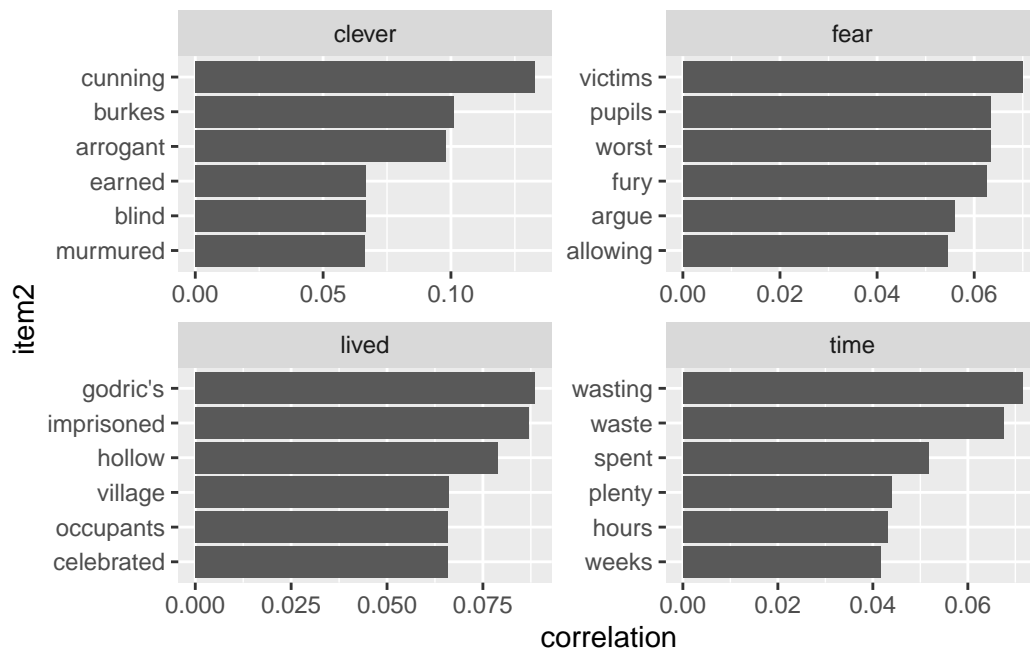 clever
cunning
burkes
arrogant
earned
blind
murmured
0.00 0.05 0.10
fear
victims
pupils
worst
fury
argue
allowing
0.00 0.02 0.04 0.06
lived
godric's
imprisoned
hollow
village
occupants
celebrated
0.000 0.025 0.050 0.075
time
wasting
waste
spent
plenty
hours
weeks
0.00 0.02 0.04 0.06
item2
correlation